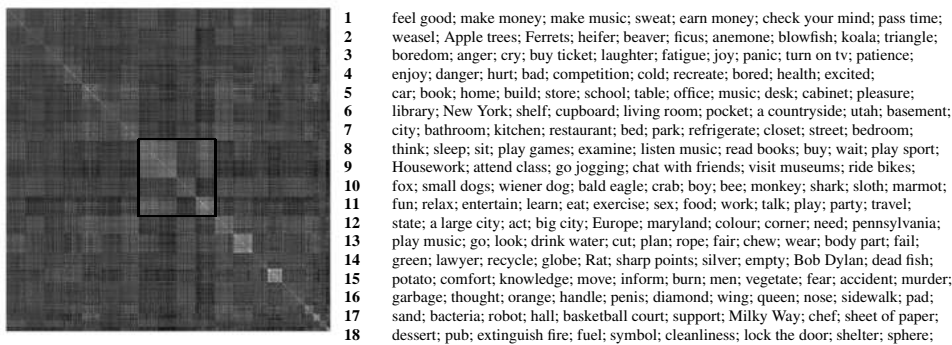 1 feel good; make money; make music; sweat; earn money; check your mind; pass time;
2 weasel; Apple trees; Ferrets; heifer; beaver; ficus; anemone; blowfish; koala; triangle;
3 boredom; anger; cry; buy ticket; laughter; fatigue; joy; panic; turn on tv; patience;
4 enjoy; danger; hurt; bad; competition; cold; recreate; bored; health; excited;
5 car; book; home; build; store; school; table; office; music; desk; cabinet; pleasure;
6 library; New York; shelf; cupboard; living room; pocket; a countryside; utah; basement;
7 city; bathroom; kitchen; restaurant; bed; park; refrigerate; closet; street; bedroom;
8 think; sleep; sit; play games; examine; listen music; read books; buy; wait; play sport;
9 Housework; attend class; go jogging; chat with friends; visit museums; ride bikes;
10 fox; small dogs; wiener dog; bald eagle; crab; boy; bee; monkey; shark; sloth; marmot;
11 fun; relax; entertain; learn; eat; exercise; sex; food; work; talk; play; party; travel;
12 state; a large city; act; big city; Europe; maryland; colour; corner; need; pennsylvania;
13 play music; go; look; drink water; cut; plan; rope; fair; chew; wear; body part; fail;
14 green; lawyer; recycle; globe; Rat; sharp points; silver; empty; Bob Dylan; dead fish;
15 potato; comfort; knowledge; move; inform; burn; men; vegetate; fear; accident; murder;
16 garbage; thought; orange; handle; penis; diamond; wing; queen; nose; sidewalk; pad;
17 sand; bacteria; robot; hall; basketball court; support; Milky Way; chef; sheet of paper;
18 dessert; pub; extinguish fire; fuel; symbol; cleanliness; lock the door; shelter; sphere;